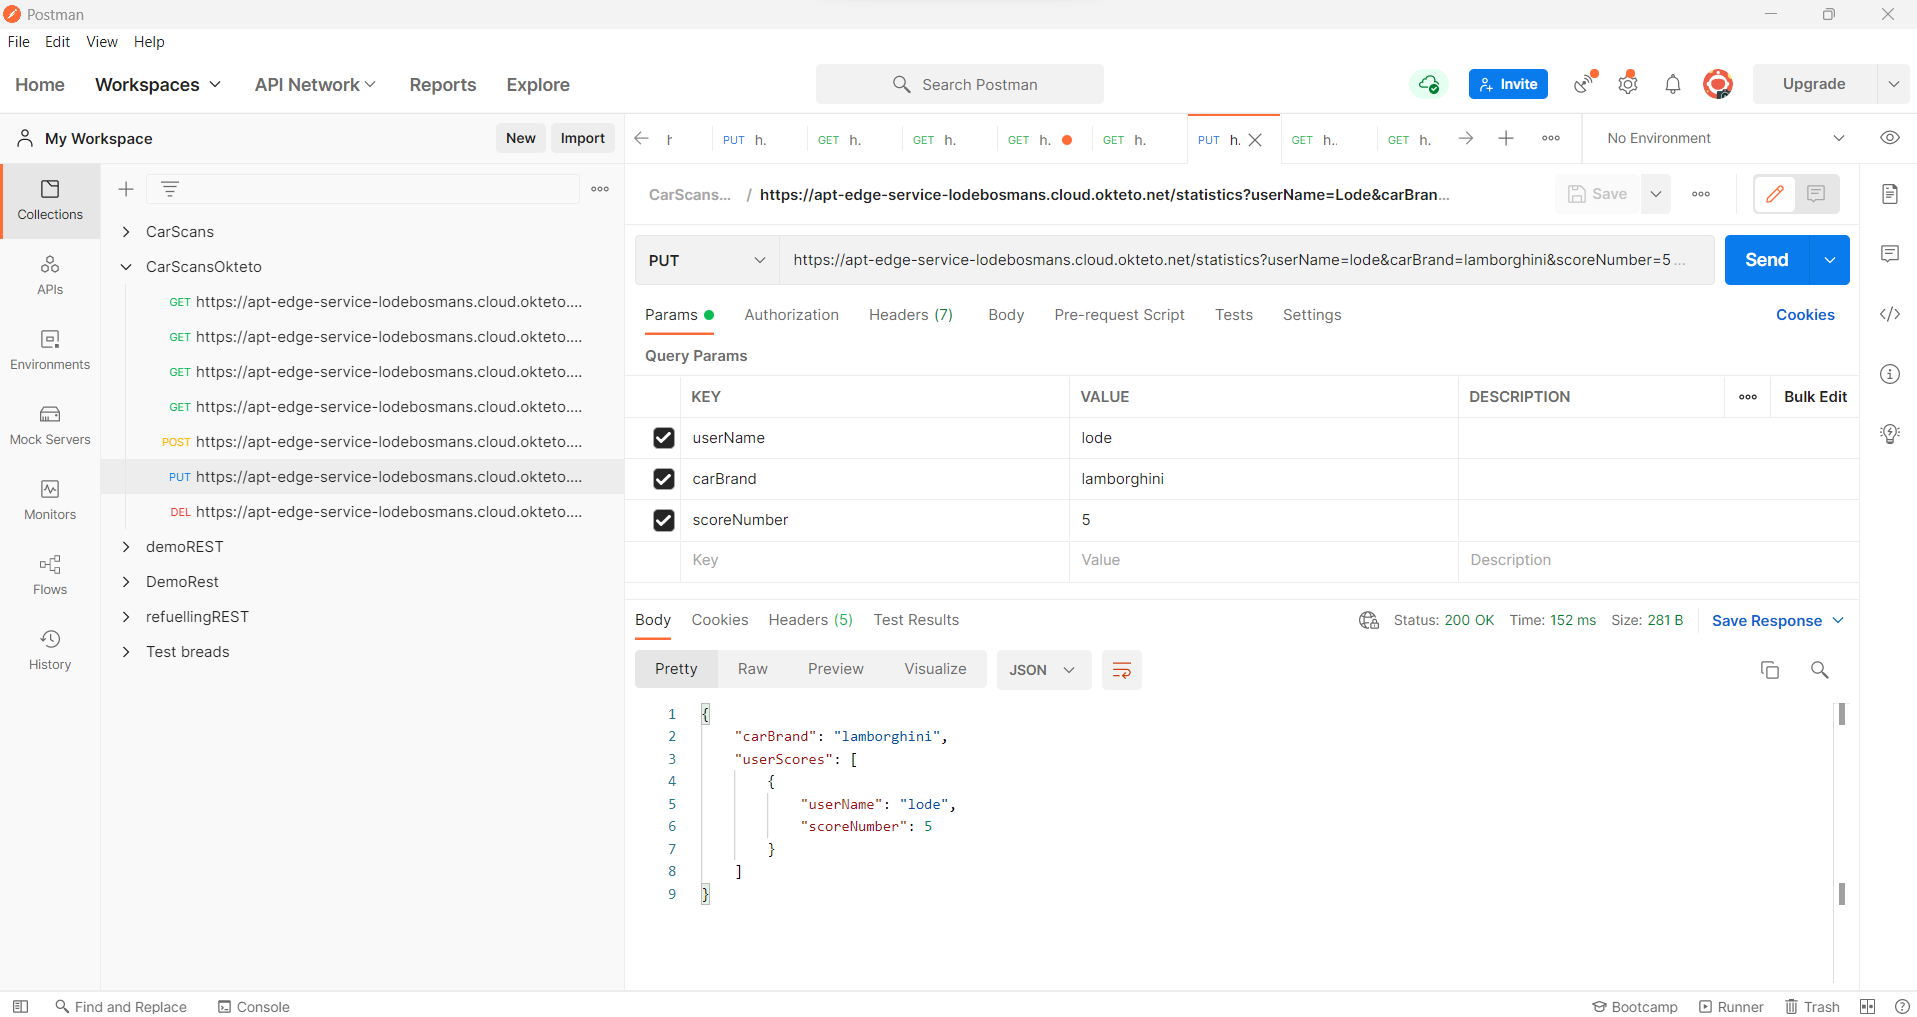 Postman
File Edit View Help
Home Workspaces API Network Reports Explore Search Postman Invite Upgrade
My Workspace New Import
PUT h. GET h. GET h. GET h. GET h. PUT h. GET h.. GET h. No Environment
Collections
APIs
Environments
Mock Servers
Monitors
Flows
History
CarScans
CarScansOkteto
GET https://apt-edge-service-lodebosmans.cloud.okteto....
GET https://apt-edge-service-lodebosmans.cloud.okteto....
GET https://apt-edge-service-lodebosmans.cloud.okteto....
GET https://apt-edge-service-lodebosmans.cloud.okteto....
POST https://apt-edge-service-lodebosmans.cloud.okteto....
PUT https://apt-edge-service-lodebosmans.cloud.okteto....
DEL https://apt-edge-service-lodebosmans.cloud.okteto....
demoREST
DemoRest
refuellingREST
Test breads
CarScans... / https://apt-edge-service-lodebosmans.cloud.okteto.net/statistics?userName=Lode&carBran... Save
PUT https://apt-edge-service-lodebosmans.cloud.okteto.net/statistics?userName=lode&carBrand=lamborghini&scoreNumber=5 ... Send
Params Authorization Headers (7) Body Pre-request Script Tests Settings Cookies
Query Params
KEY VALUE DESCRIPTION Bulk Edit
userName lode
carBrand lamborghini
scoreNumber 5
Key Value Description
Body Cookies Headers (5) Test Results Status: 200 OK Time: 152 ms Size: 281 B Save Response
Pretty Raw Preview Visualize JSON
1 {
2 "carBrand": "lamborghini",
3 "userScores": [
4 {
5 "userName": "lode",
6 "scoreNumber": 5
7 }
8 ]
9 }
Find and Replace Console Bootcamp Runner Trash